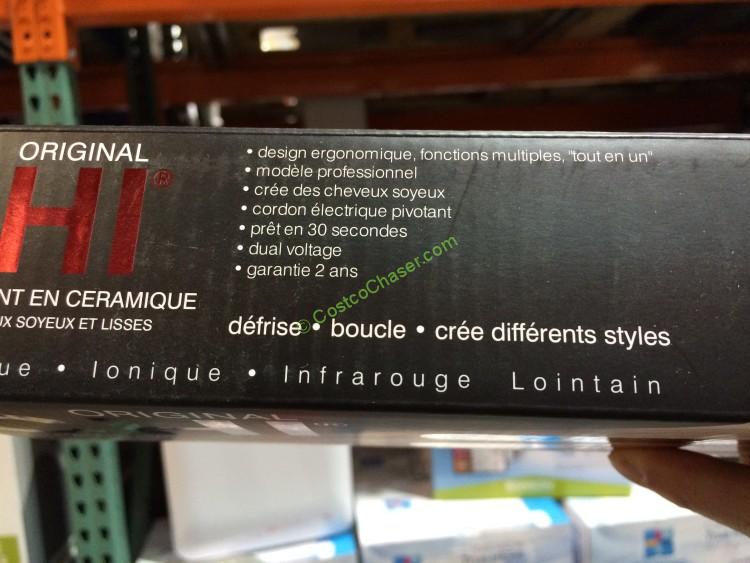 ORIGINAL
HI®
NT EN CERAMIQUE
UX SOYEUX ET LISSES
• design ergonomique, fonctions multiples, "tout en un"
• modèle professionnel
• crée des cheveux soyeux
• cordon électrique pivotant
• prêt en 30 secondes
• dual voltage
• garantie 2 ans
© CostcoChaser.com
défrise • boucle • crée différents styles
ue • Ionique • Infrarouge Lointain
ORIGINAL